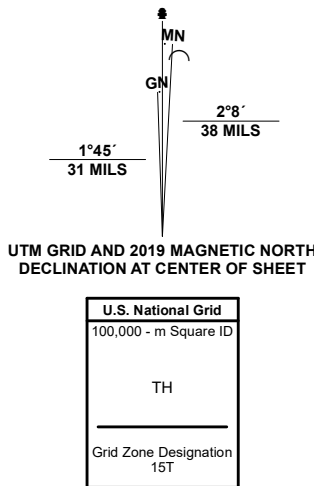 MN
GN
2°8´
38 MILS
1°45´
31 MILS
UTM GRID AND 2019 MAGNETIC NORTH
DECLINATION AT CENTER OF SHEET
U.S. National Grid
100,000 - m Square ID
TH
Grid Zone Designation
15T